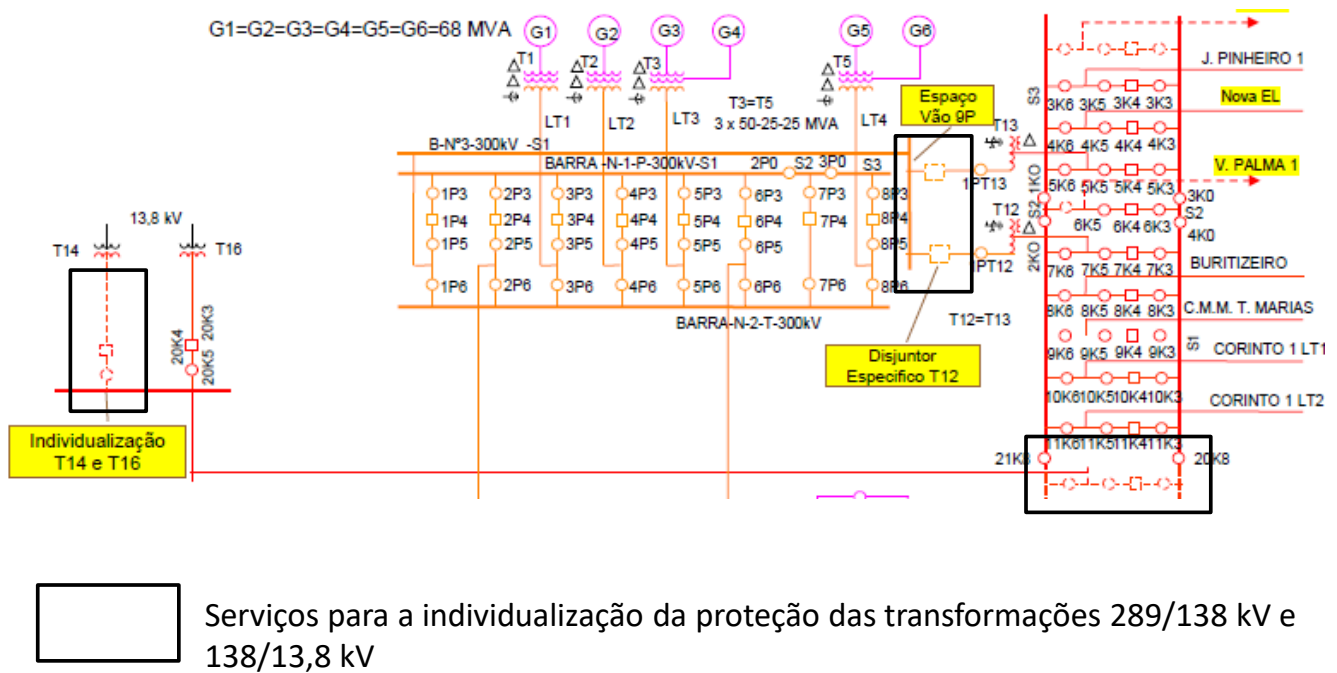 G1=G2=G3=G4=G5=G6=68 MVA
G1
G2
G3
G4
G5
G6
T1
T2
T3
T5
T3=T5
3 x 50-25-25 MVA
LT1
LT2
LT3
LT4
Espaço
Vão 9P
B-Nº3-300kV -S1
BARRA -N-1-P-300kV-S1
2P0
S2
3P0
S3
1P3
2P3
3P3
4P3
5P3
6P3
7P3
8P3
1P4
2P4
3P4
4P4
5P4
6P4
7P4
8P4
1P5
2P5
3P5
4P5
5P5
6P5
8P5
1P6
2P6
3P6
4P6
5P6
6P6
7P6
8P6
BARRA-N-2-T-300kV
T13
1PT13
T12
1PT12
T12=T13
Disjuntor
Especifico T12
13,8 kV
T14
T16
20K4
20K3
20K5
Individualização
T14 e T16
J. PINHEIRO 1
S3
3K6 3K5 3K4 3K3
Nova EL
4K6 4K5 4K4 4K3
V. PALMA 1
1KO
5K6 5K5 5K4 5K3
3K0
S2
S2
6K5 6K4 6K3
4K0
2KO
BURITIZEIRO
7K6 7K5 7K4 7K3
C.M.M. T. MARIAS
8K6 8K5 8K4 8K3
S1
CORINTO 1 LT1
9K6 9K5 9K4 9K3
CORINTO 1 LT2
10K6 10K5 10K4 10K3
11K6 11K5 11K4 11K3
21K8
20K8
Serviços para a individualização da proteção das transformações 289/138 kV e
138/13,8 kV